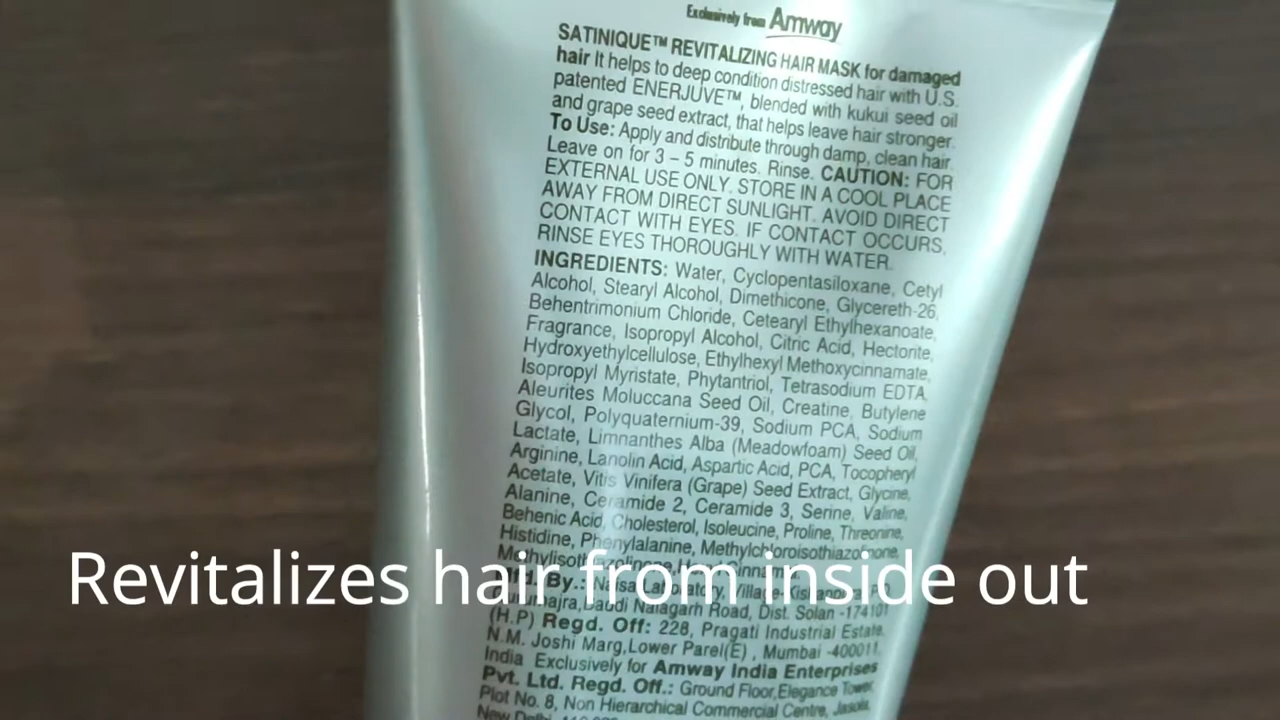 Exclusively from Amway
SATINIQUE™ REVITALIZING HAIR MASK for damaged
hair It helps to deep condition distressed hair with U.S.
patented ENERJUVE™, blended with kukui seed oil
and grape seed extract, that helps leave hair stronger.
To Use: Apply and distribute through damp, clean hair.
Leave on for 3 – 5 minutes. Rinse. CAUTION: FOR
EXTERNAL USE ONLY. STORE IN A COOL PLACE
AWAY FROM DIRECT SUNLIGHT. AVOID DIRECT
CONTACT WITH EYES. IF CONTACT OCCURS,
RINSE EYES THOROUGHLY WITH WATER.
INGREDIENTS: Water, Cyclopentasiloxane, Cetyl
Alcohol, Stearyl Alcohol, Dimethicone, Glycereth-26,
Behentrimonium Chloride, Cetearyl Ethylhexanoate,
Fragrance, Isopropyl Alcohol, Citric Acid, Hectorite,
Hydroxyethylcellulose, Ethylhexyl Methoxycinnamate,
Isopropyl Myristate, Phytantriol, Tetrasodium EDTA,
Aleurites Moluccana Seed Oil, Creatine, Butylene
Glycol, Polyquaternium-39, Sodium PCA, Sodium
Lactate, Limnanthes Alba (Meadowfoam) Seed Oil,
Arginine, Lanolin Acid, Aspartic Acid, PCA, Tocopheryl
Acetate, Vitis Vinifera (Grape) Seed Extract, Glycine,
Alanine, Ceramide 2, Ceramide 3, Serine, Valine,
Behenic Acid, Cholesterol, Isoleucine, Proline, Threonine,
Histidine, Phenylalanine, Methylchloroisothiazolinone,
Revitalizes hair from inside out
By.: Village
Road, Dist. Solan -174101
(H.P) Regd. Off: 228, Pragati Industrial Estate,
N.M. Joshi Marg,Lower Parel(E) , Mumbai -400011,
India Exclusively for Amway India Enterprises
Pvt. Ltd. Regd. Off.: Ground Floor,Elegance Tower,
Plot No. 8, Non Hierarchical Commercial Centre, Jasola,
New Delhi